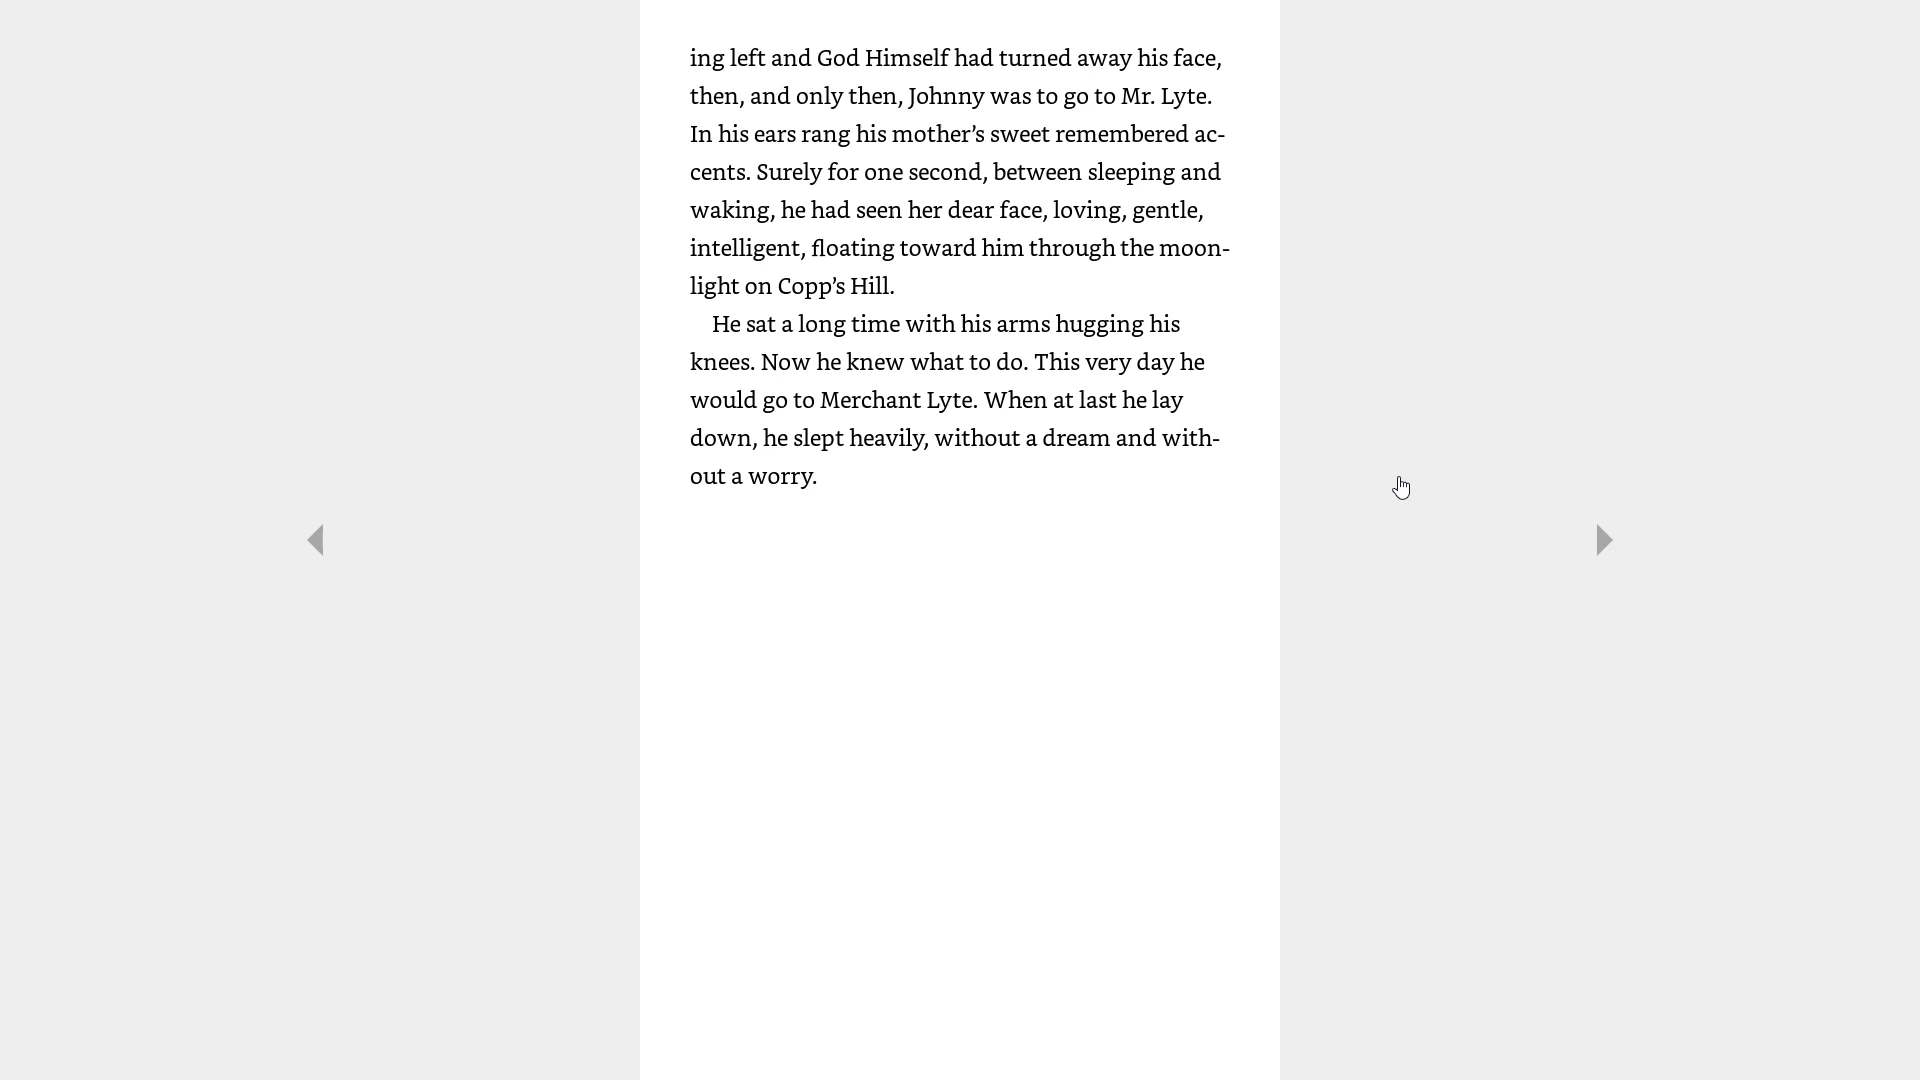 ing left and God Himself had turned away his face,
then, and only then, Johnny was to go to Mr. Lyte.
In his ears rang his mother’s sweet remembered ac-
cents. Surely for one second, between sleeping and
waking, he had seen her dear face, loving, gentle,
intelligent, floating toward him through the moon-
light on Copp’s Hill.
He sat a long time with his arms hugging his
knees. Now he knew what to do. This very day he
would go to Merchant Lyte. When at last he lay
down, he slept heavily, without a dream and with-
out a worry.